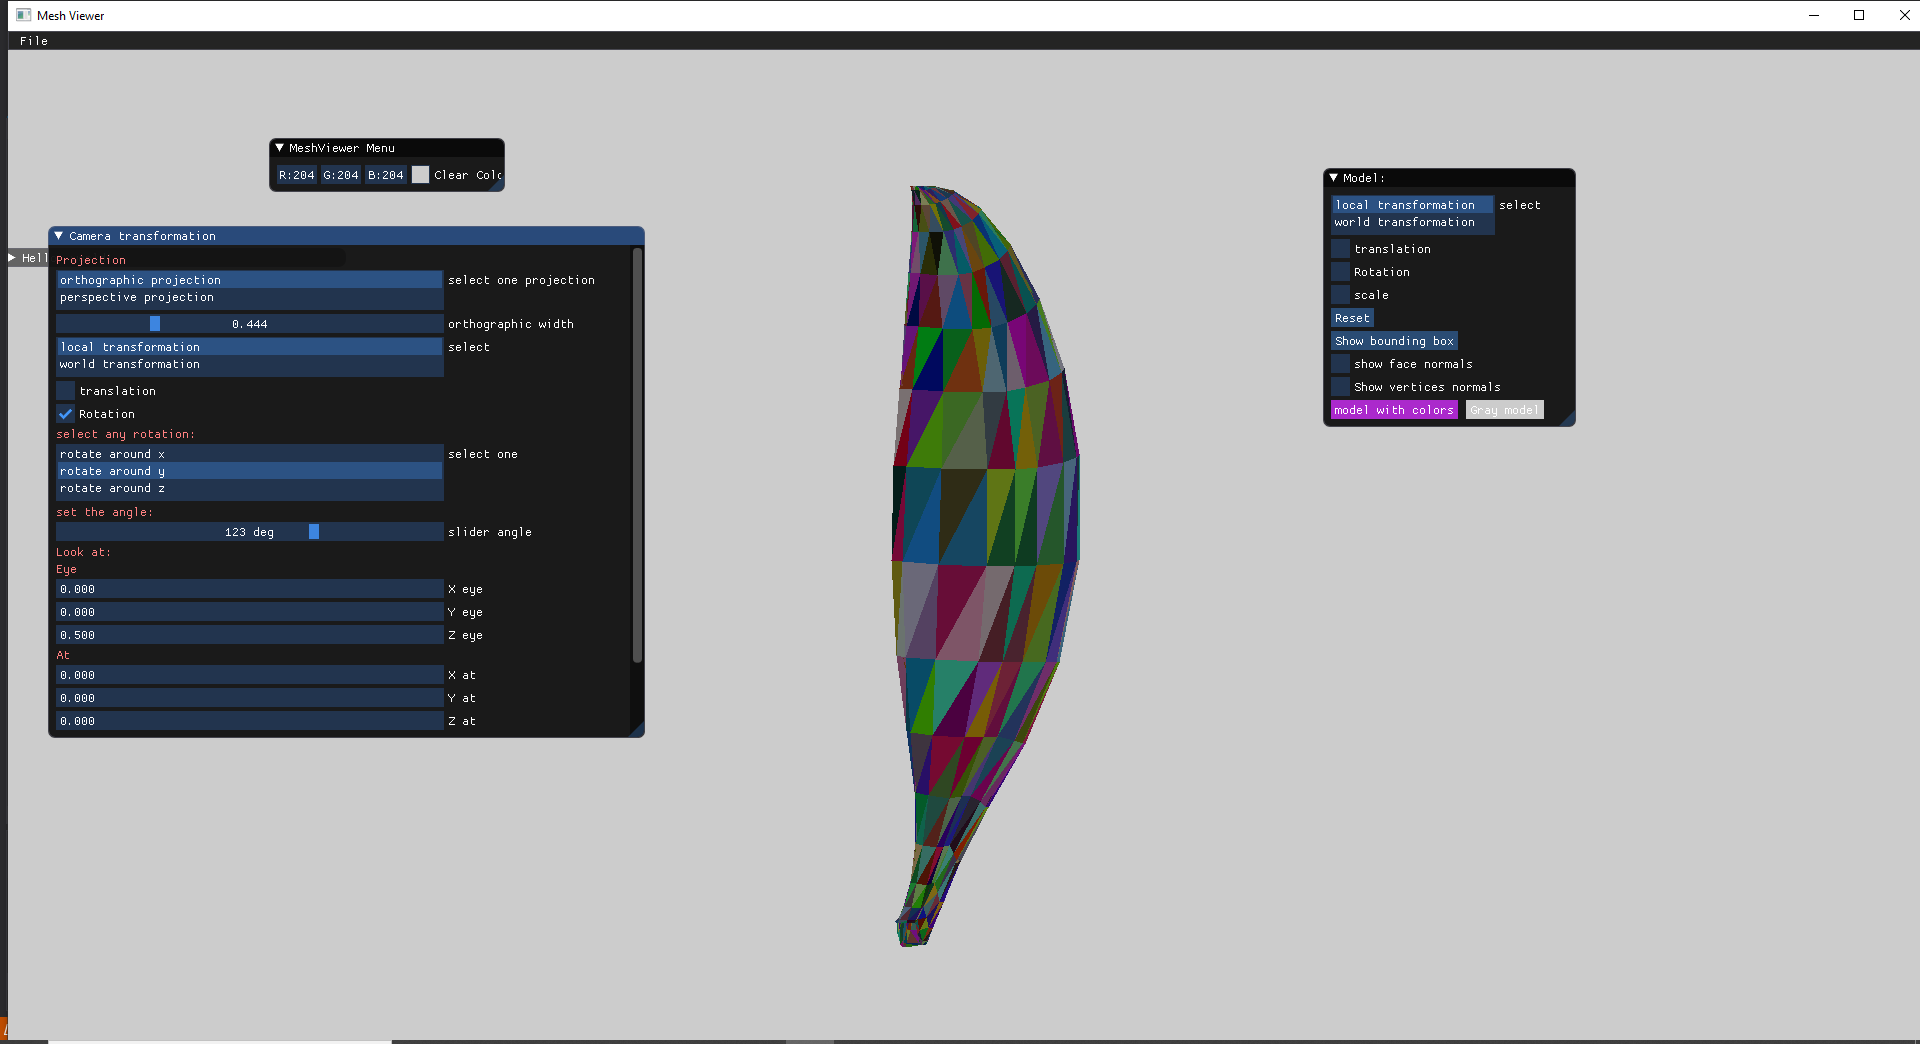 Mesh Viewer
File
MeshViewer Menu
R:204 G:204 B:204 Clear Colo
Camera transformation
Hell
Projection
orthographic projection select one projection
perspective projection
0.444 orthographic width
local transformation select
world transformation
translation
Rotation
select any rotation:
rotate around x select one
rotate around y
rotate around z
set the angle:
123 deg slider angle
Look at:
Eye
0.000 X eye
0.000 Y eye
0.500 Z eye
At
0.000 X at
0.000 Y at
0.000 Z at
Model:
local transformation select
world transformation
translation
Rotation
scale
Reset
Show bounding box
show face normals
Show vertices normals
model with colors Gray model